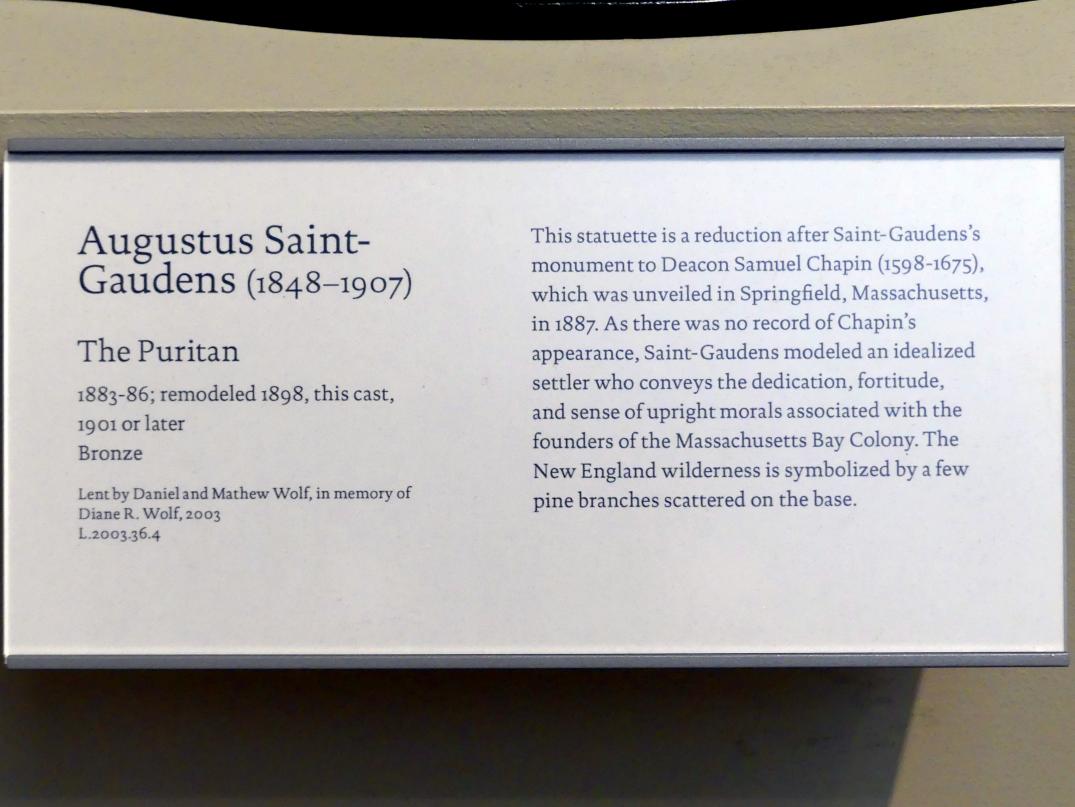 Augustus Saint-
Gaudens (1848–1907)
The Puritan
1883-86; remodeled 1898, this cast,
1901 or later
Bronze
Lent by Daniel and Mathew Wolf, in memory of
Diane R. Wolf, 2003
L.2003.36.4
This statuette is a reduction after Saint-Gaudens's
monument to Deacon Samuel Chapin (1598-1675),
which was unveiled in Springfield, Massachusetts,
in 1887. As there was no record of Chapin's
appearance, Saint-Gaudens modeled an idealized
settler who conveys the dedication, fortitude,
and sense of upright morals associated with the
founders of the Massachusetts Bay Colony. The
New England wilderness is symbolized by a few
pine branches scattered on the base.